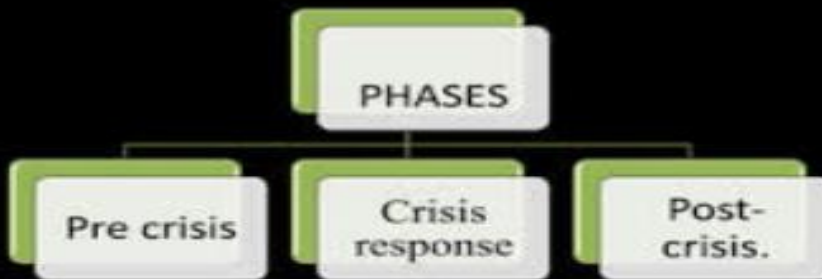 PHASES
Pre crisis
Crisis
response
Post-
crisis.